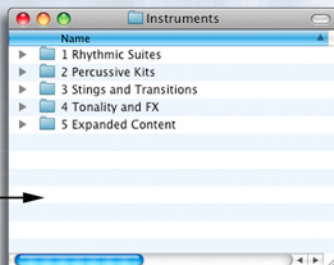 Instruments
Name
1 Rhythmic Suites
2 Percussive Kits
3 Stings and Transitions
4 Tonality and FX
5 Expanded Content